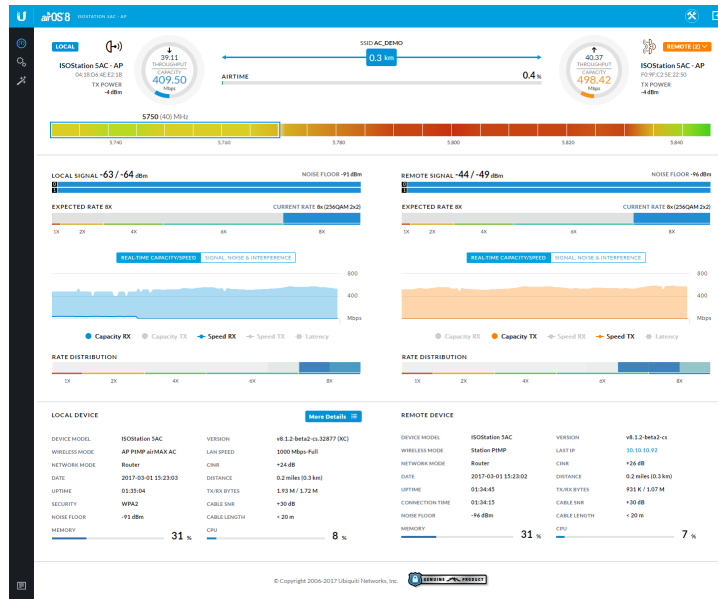 U airOS 8 ISOSTATION 5AC - AP
LOCAL
ISOStation 5AC - AP
04:18:D6:4E:E2:18
TX POWER
-4 dBm
39.11
THROUGHPUT
CAPACITY
409.50
Mbps
SSID AC_DEMO
0.3 km
AIRTIME 0.4 %
40.37
THROUGHPUT
CAPACITY
498.42
Mbps
REMOTE (2)
ISOStation 5AC - AP
F0:9F:C2:5E:22:50
TX POWER
-4 dBm
5750 (40) MHz
5,740 5,760 5,780 5,800 5,820 5,840
LOCAL SIGNAL -63 / -64 dBm NOISE FLOOR -91 dBm
0
1
EXPECTED RATE 8X CURRENT RATE 8x (256QAM 2x2)
1X 2X 4X 6X 8X
REAL-TIME CAPACITY/SPEED SIGNAL, NOISE & INTERFERENCE
800
400
Mbps
Capacity RX Capacity TX Speed RX Speed TX Latency
RATE DISTRIBUTION
1X 2X 4X 6X 8X
REMOTE SIGNAL -44 / -49 dBm NOISE FLOOR -96 dBm
0
1
EXPECTED RATE 8X CURRENT RATE 8x (256QAM 2x2)
1X 2X 4X 6X 8X
REAL-TIME CAPACITY/SPEED SIGNAL, NOISE & INTERFERENCE
800
400
Mbps
Capacity RX Capacity TX Speed RX Speed TX Latency
RATE DISTRIBUTION
1X 2X 4X 6X 8X
LOCAL DEVICE More Details
DEVICE MODEL ISOStation 5AC VERSION v8.1.2-beta2-cs.32877 (XC)
WIRELESS MODE AP PtMP airMAX AC LAN SPEED 1000 Mbps-Full
NETWORK MODE Router CINR +24 dB
DATE 2017-03-01 15:23:03 DISTANCE 0.2 miles (0.3 km)
UPTIME 01:35:04 TX/RX BYTES 1.93 M / 1.72 M
SECURITY WPA2 CABLE SNR +30 dB
NOISE FLOOR -91 dBm CABLE LENGTH < 20 m
MEMORY 31 % CPU 8 %
REMOTE DEVICE
DEVICE MODEL ISOStation 5AC VERSION v8.1.2-beta2-cs
WIRELESS MODE Station PtMP LAST IP 10.10.10.92
NETWORK MODE Router CINR +26 dB
DATE 2017-03-01 15:23:02 DISTANCE 0.2 miles (0.3 km)
UPTIME 01:34:45 TX/RX BYTES 931 K / 1.07 M
CONNECTION TIME 01:34:15 CABLE SNR +30 dB
NOISE FLOOR -96 dBm CABLE LENGTH < 20 m
MEMORY 31 % CPU 7 %
© Copyright 2006-2017 Ubiquiti Networks, Inc. GENUINE PRODUCT